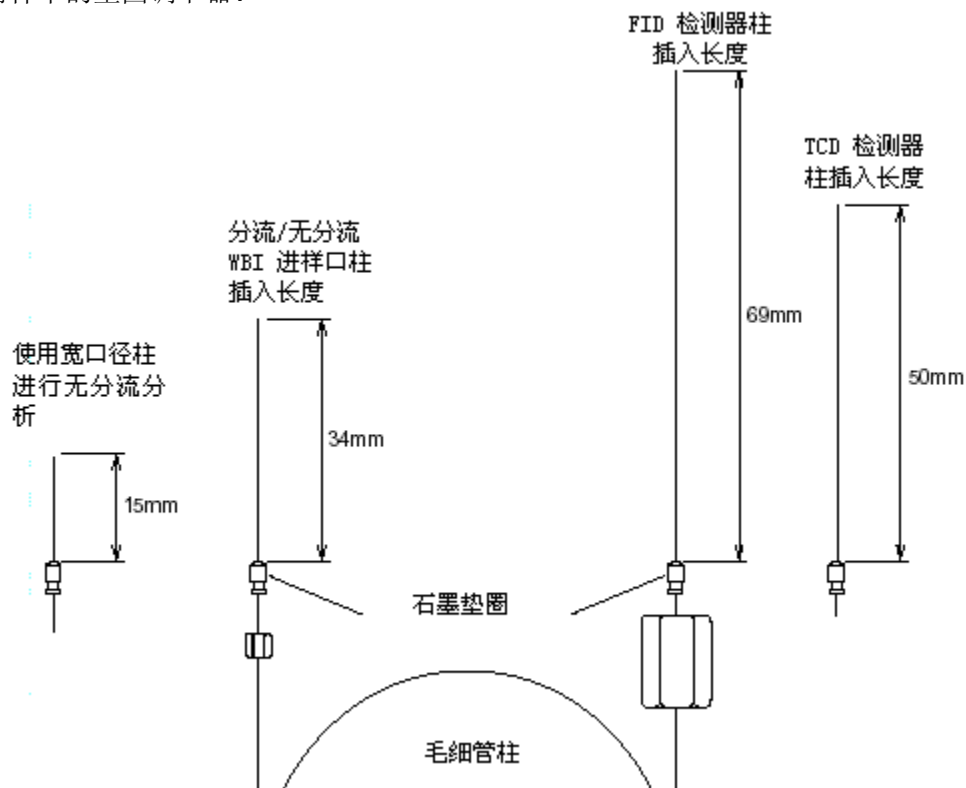 FID 检测器柱
插入长度
TCD 检测器
柱插入长度
分流/无分流
WBI 进样口柱
插入长度
69mm
使用宽口径柱
进行无分流分
析
50mm
34mm
15mm
石墨垫圈
毛细管柱